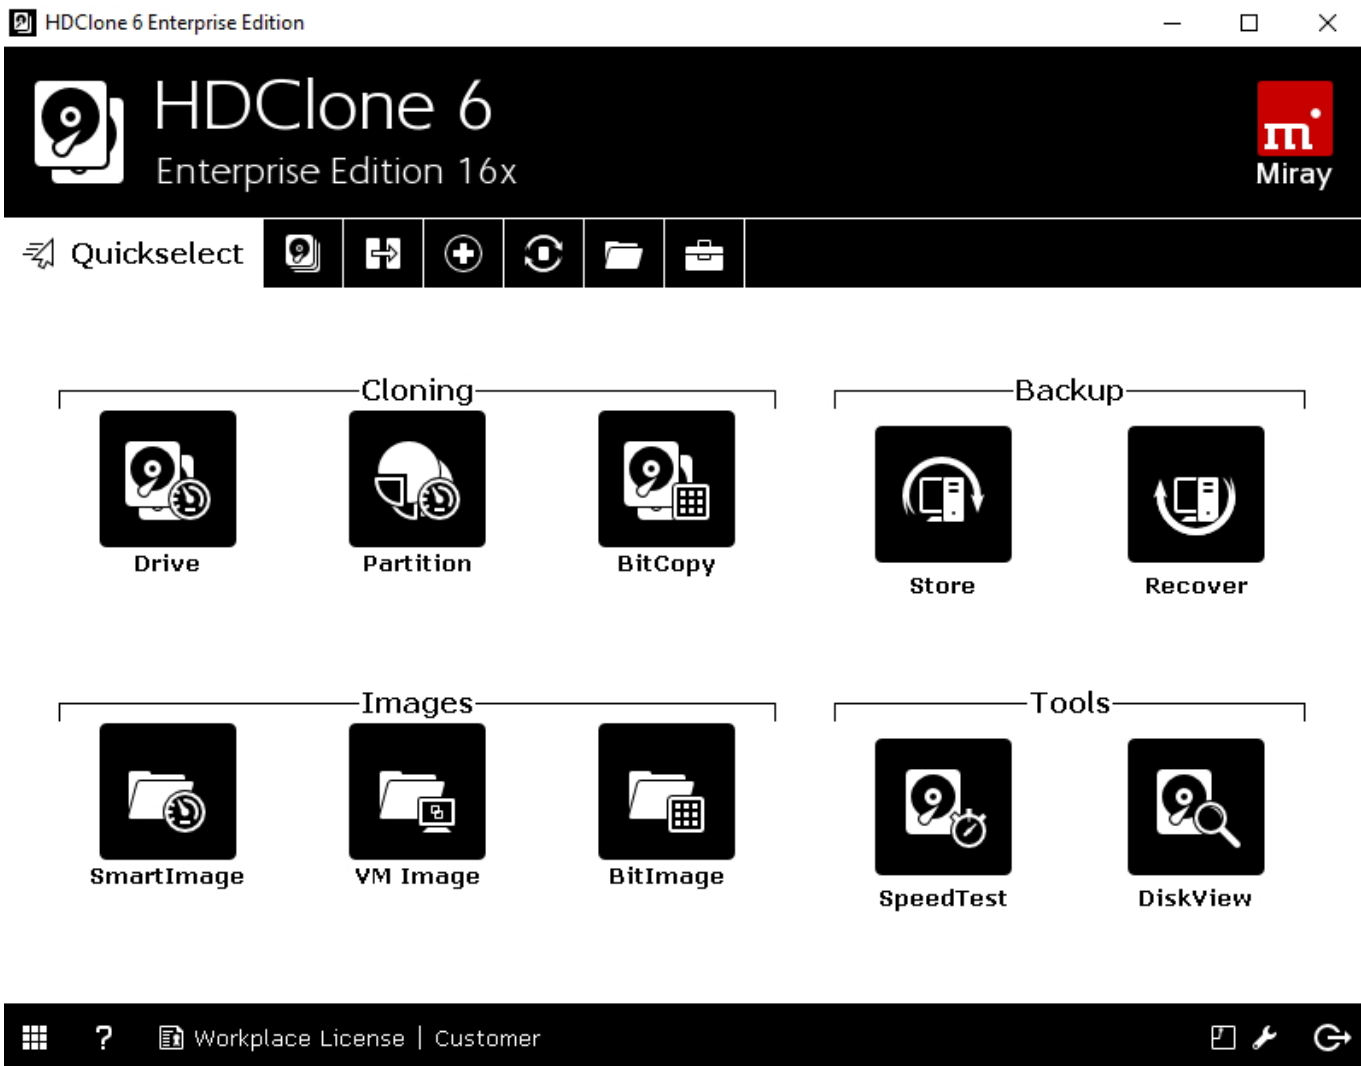 HDClone 6 Enterprise Edition
HDClone 6
Enterprise Edition 16x
m
Miray
Quickselect
Cloning
Backup
Drive
Partition
BitCopy
Store
Recover
Images
Tools
SmartImage
VM Image
BitImage
SpeedTest
DiskView
? Workplace License | Customer